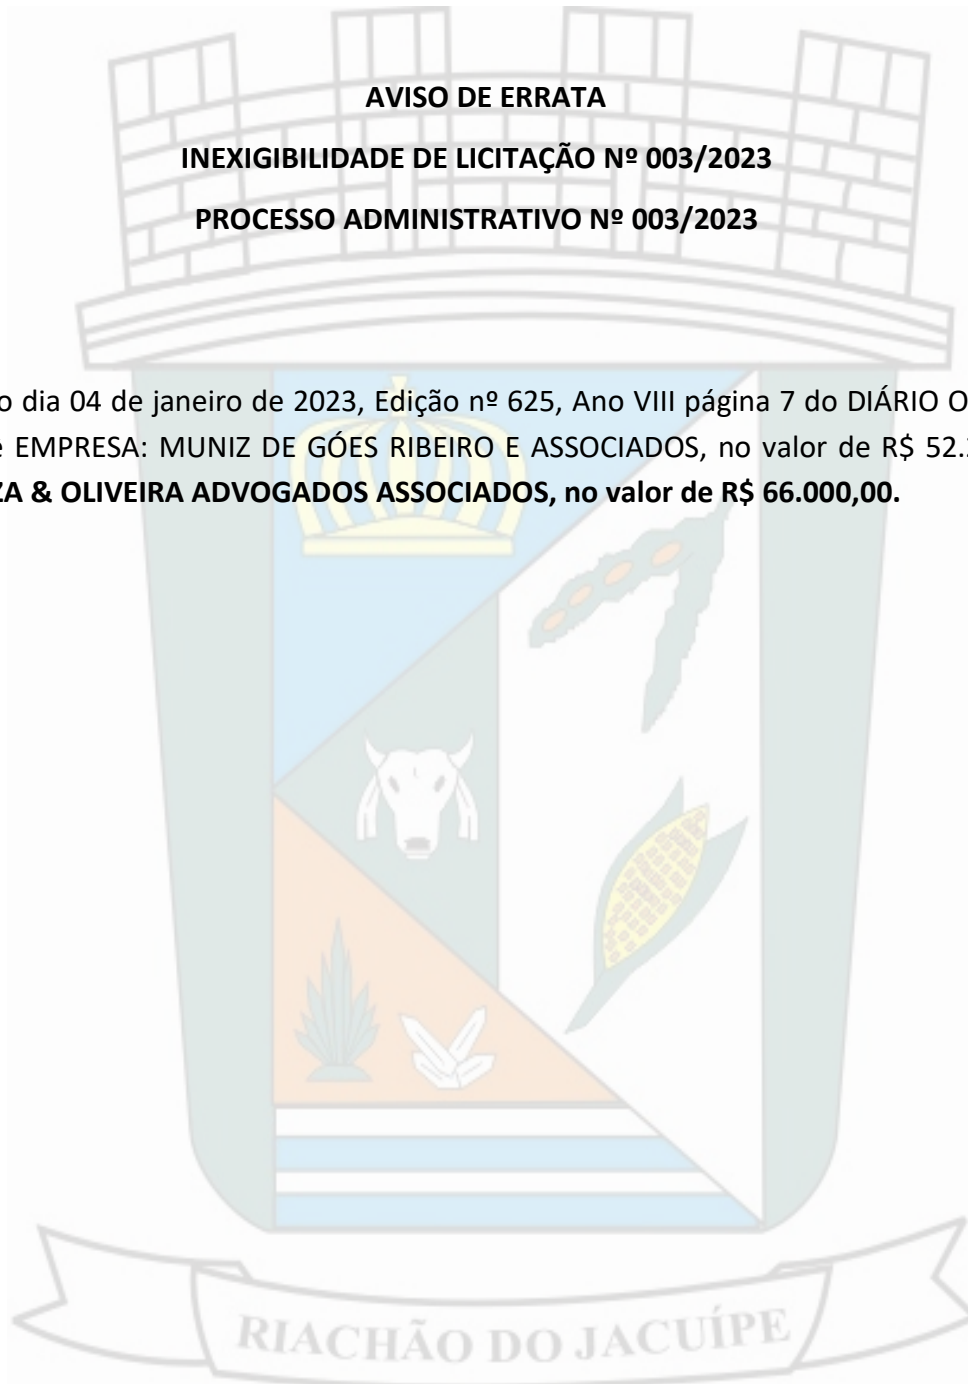 AVISO DE ERRATA
INEXIGIBILIDADE DE LICITAÇÃO Nº 003/2023
PROCESSO ADMINISTRATIVO Nº 003/2023
o dia 04 de janeiro de 2023, Edição nº 625, Ano VIII página 7 do DIÁRIO O
EMPRESA: MUNIZ DE GÓES RIBEIRO E ASSOCIADOS, no valor de R$ 52.
ZA & OLIVEIRA ADVOGADOS ASSOCIADOS, no valor de R$ 66.000,00.
RIACHÃO DO JACUÍPE